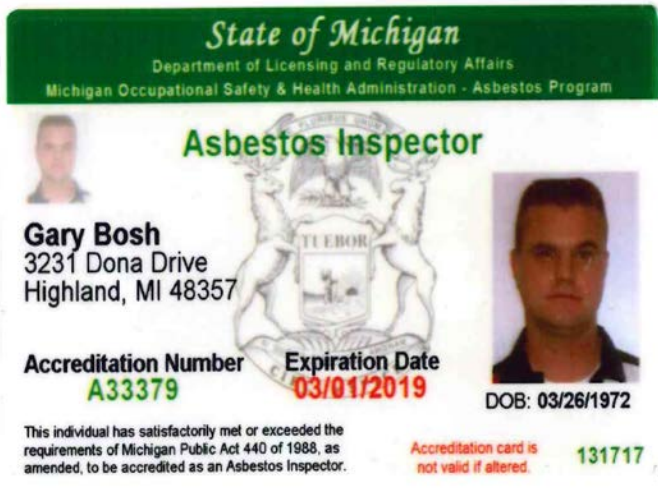 State of Michigan
Department of Licensing and Regulatory Affairs
Michigan Occupational Safety & Health Administration - Asbestos Program
Asbestos Inspector
Gary Bosh
3231 Dona Drive
Highland, MI 48357
TUEBOR
Accreditation Number
A33379
Expiration Date
03/01/2019
DOB: 03/26/1972
This individual has satisfactorily met or exceeded the
requirements of Michigan Public Act 440 of 1988, as
amended, to be accredited as an Asbestos Inspector.
Accreditation card is
not valid if altered.
131717